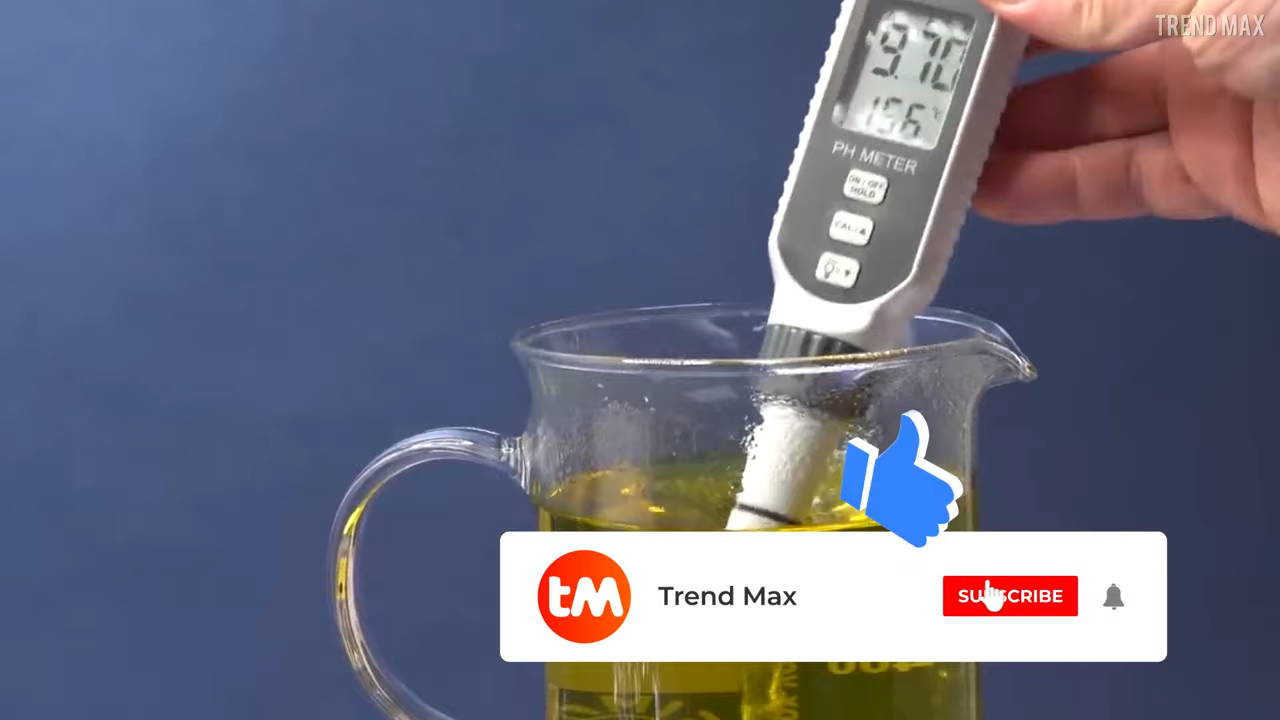 TREND MAX
9.70
15.6 °C
PH METER
ON / OFF
HOLD
CAL / ▲
tM
Trend Max
SUBSCRIBE